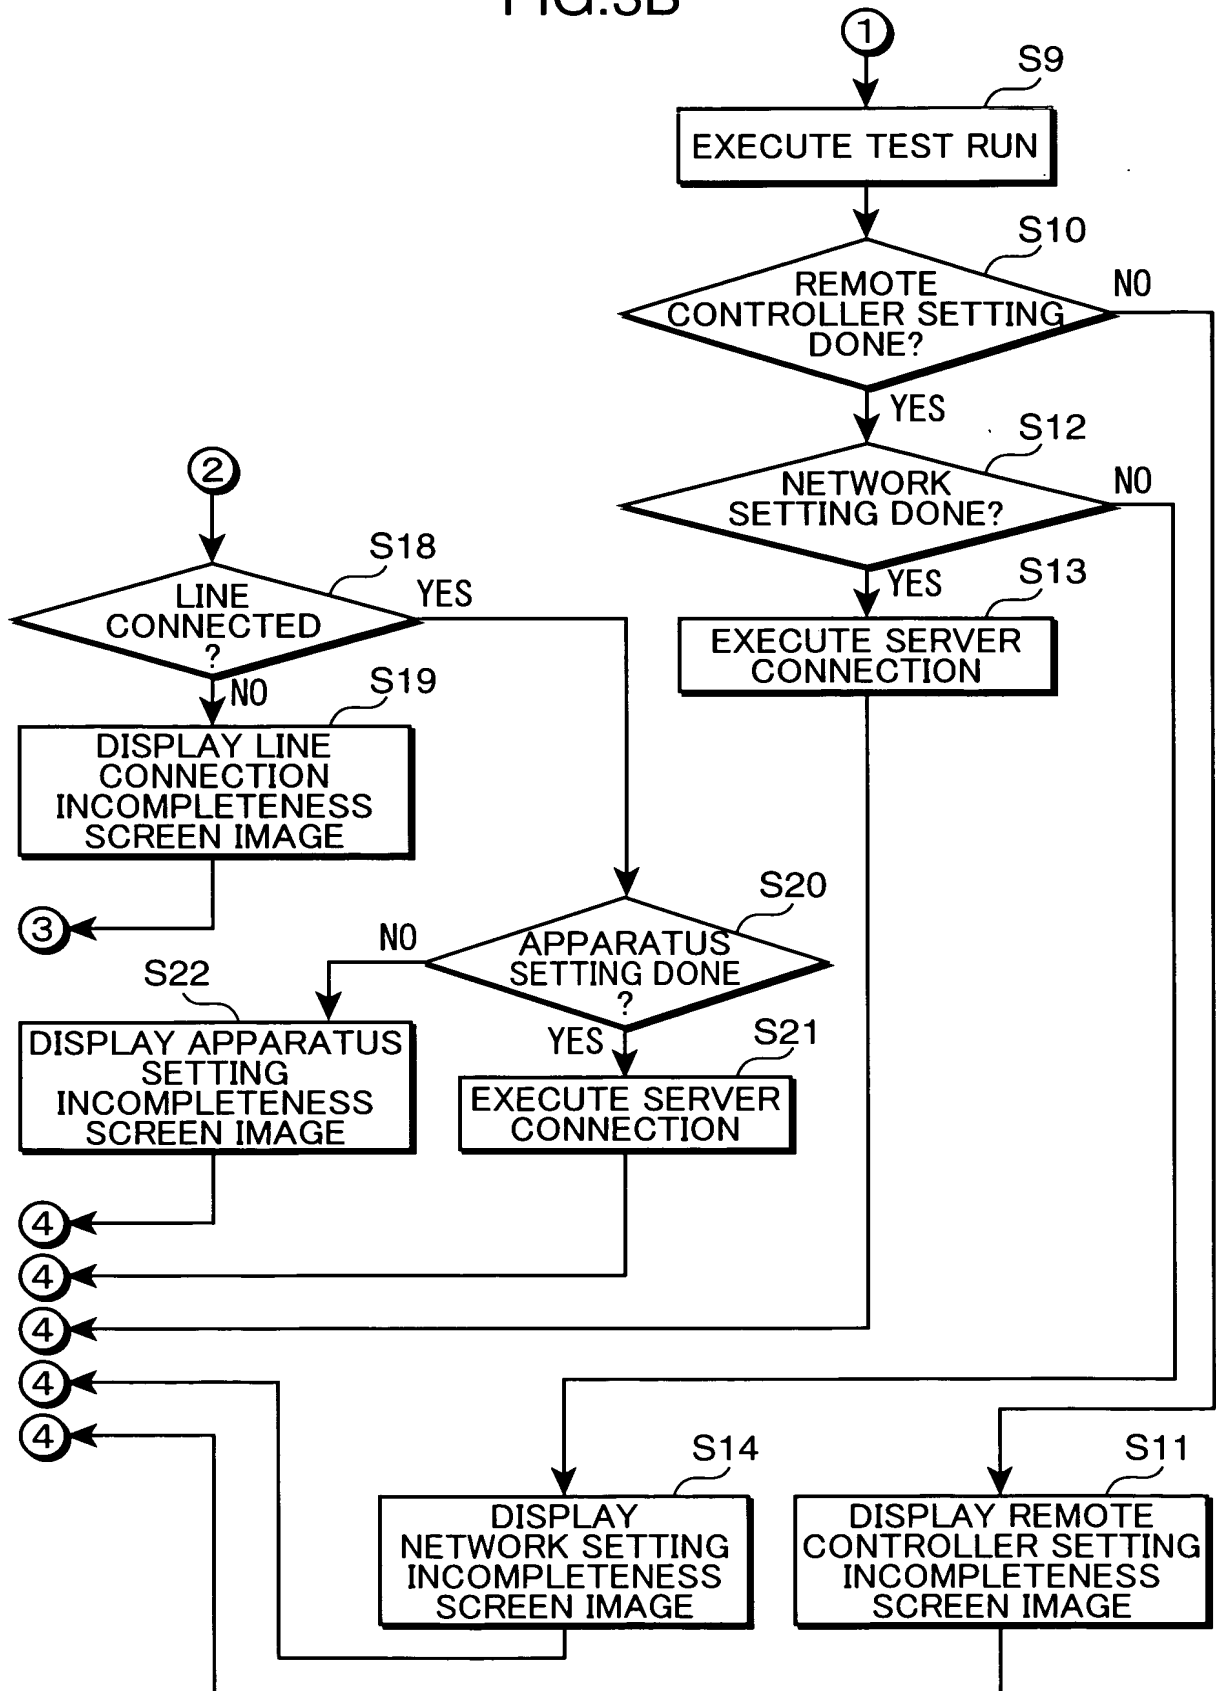 FIG.3B
1
S9
EXECUTE TEST RUN
S10
REMOTE
CONTROLLER SETTING
DONE?
NO
YES
S12
NETWORK
SETTING DONE?
NO
YES
S13
EXECUTE SERVER
CONNECTION
2
S18
LINE
CONNECTED
?
YES
NO
S19
DISPLAY LINE
CONNECTION
INCOMPLETENESS
SCREEN IMAGE
3
S20
APPARATUS
SETTING DONE
?
NO
YES
S22
DISPLAY APPARATUS
SETTING
INCOMPLETENESS
SCREEN IMAGE
S21
EXECUTE SERVER
CONNECTION
4
4
4
4
4
S14
DISPLAY
NETWORK SETTING
INCOMPLETENESS
SCREEN IMAGE
S11
DISPLAY REMOTE
CONTROLLER SETTING
INCOMPLETENESS
SCREEN IMAGE